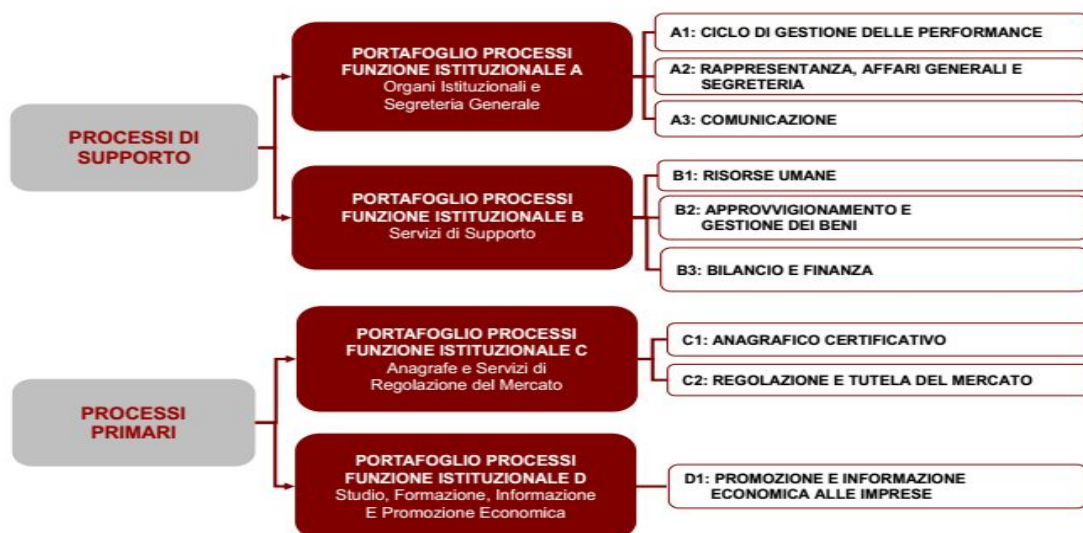 PROCESSI DI
SUPPORTO
PORTAFOGLIO PROCESSI
FUNZIONE ISTITUZIONALE A
Organi Istituzionali e
Segreteria Generale
A1: CICLO DI GESTIONE DELLE PERFORMANCE
A2: RAPPRESENTANZA, AFFARI GENERALI E
SEGRETERIA
A3: COMUNICAZIONE
PORTAFOGLIO PROCESSI
FUNZIONE ISTITUZIONALE B
Servizi di Supporto
B1: RISORSE UMANE
B2: APPROVVIGIONAMENTO E
GESTIONE DEI BENI
B3: BILANCIO E FINANZA
PROCESSI
PRIMARI
PORTAFOGLIO PROCESSI
FUNZIONE ISTITUZIONALE C
Anagrafe e Servizi di
Regolazione del Mercato
C1: ANAGRAFICO CERTIFICATIVO
C2: REGOLAZIONE E TUTELA DEL MERCATO
PORTAFOGLIO PROCESSI
FUNZIONE ISTITUZIONALE D
Studio, Formazione, Informazione
E Promozione Economica
D1: PROMOZIONE E INFORMAZIONE
ECONOMICA ALLE IMPRESE